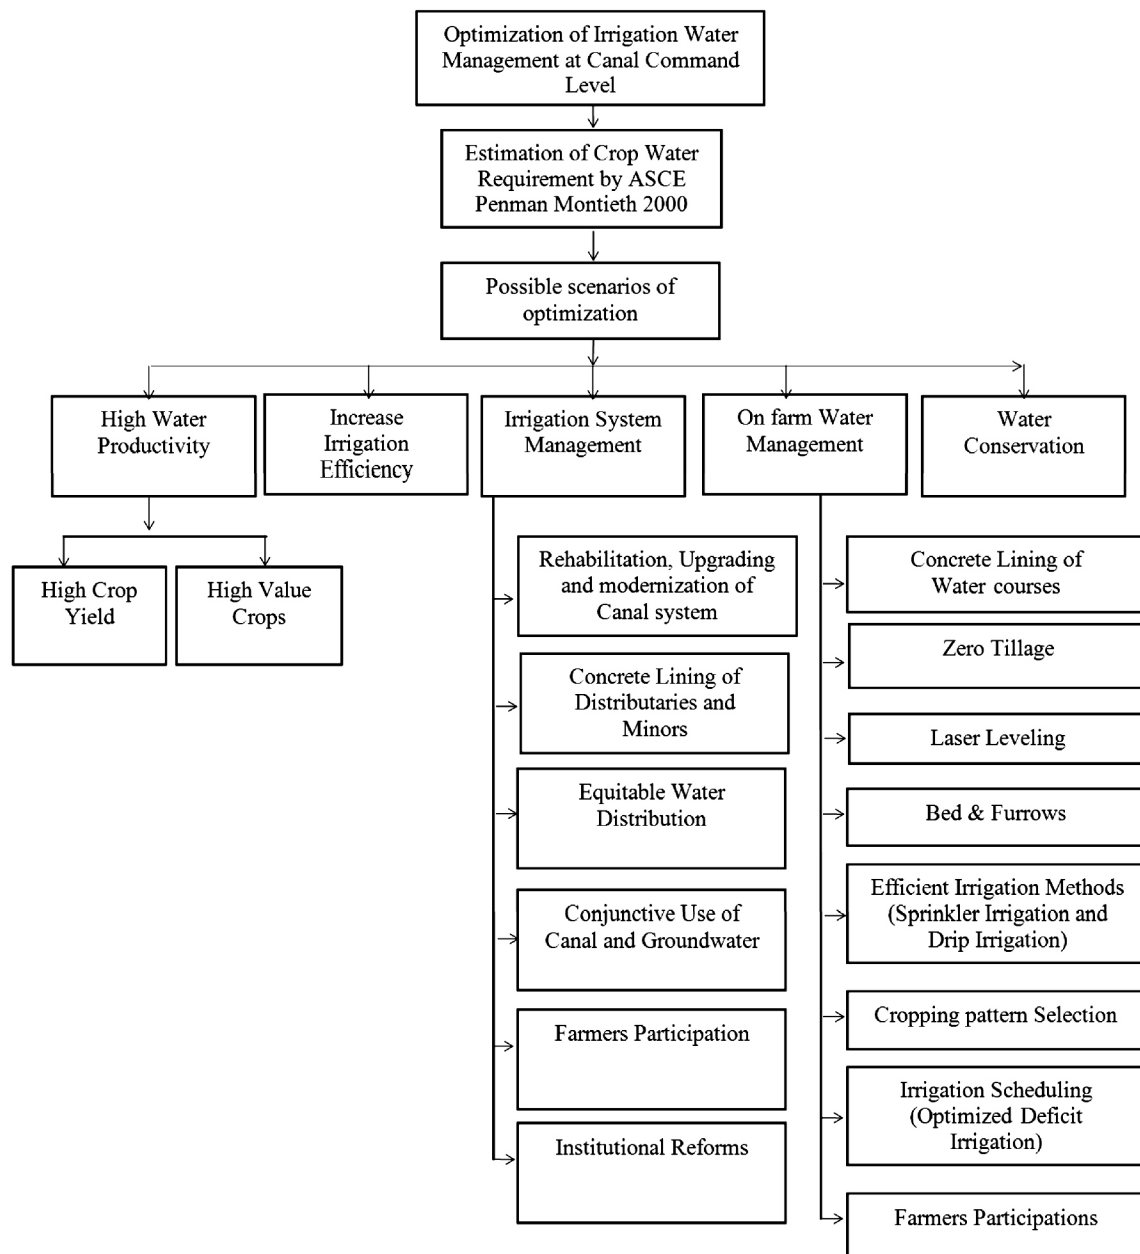 Optimization of Irrigation Water
Management at Canal Command
Level
Estimation of Crop Water
Requirement by ASCE
Penman Montieth 2000
Possible scenarios of
optimization
High Water
Productivity
Increase
Irrigation
Efficiency
Irrigation System
Management
On farm Water
Management
Water
Conservation
High Crop
Yield
High Value
Crops
Rehabilitation, Upgrading
and modernization of
Canal system
Concrete Lining of
Distributaries and
Minors
Equitable Water
Distribution
Conjunctive Use of
Canal and Groundwater
Farmers Participation
Institutional Reforms
Concrete Lining of
Water courses
Zero Tillage
Laser Leveling
Bed & Furrows
Efficient Irrigation Methods
(Sprinkler Irrigation and
Drip Irrigation)
Cropping pattern Selection
Irrigation Scheduling
(Optimized Deficit
Irrigation)
Farmers Participations